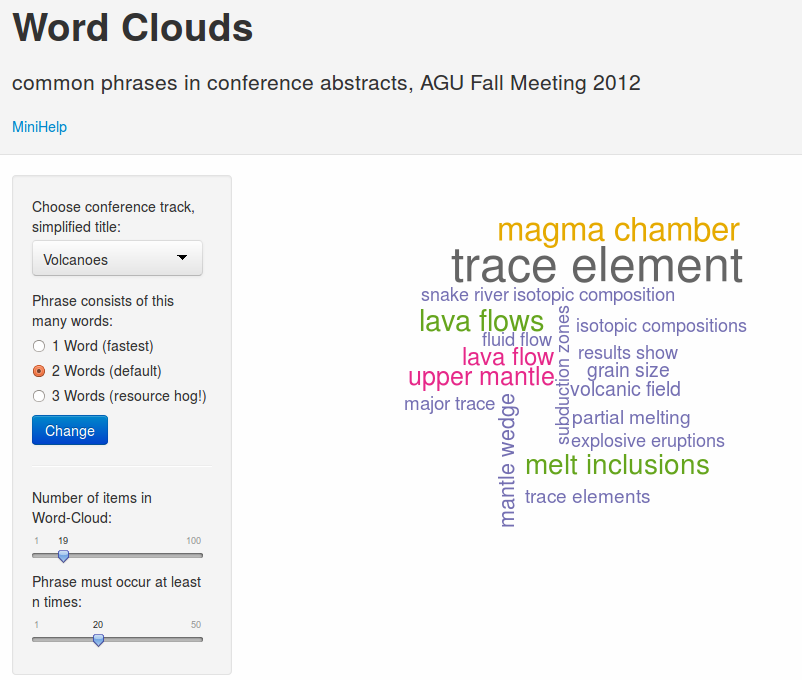 Word Clouds
common phrases in conference abstracts, AGU Fall Meeting 2012
MiniHelp
Choose conference track,
simplified title:
Volcanoes
Phrase consists of this
many words:
1 Word (fastest)
2 Words (default)
3 Words (resource hog!)
Change
Number of items in
Word-Cloud:
1 19 100
Phrase must occur at least
n times:
1 20 50
magma chamber
trace element
snake river
isotopic composition
lava flows
isotopic compositions
fluid flow
subduction zones
lava flow
results show
grain size
upper mantle
volcanic field
major trace
mantle wedge
partial melting
explosive eruptions
melt inclusions
trace elements